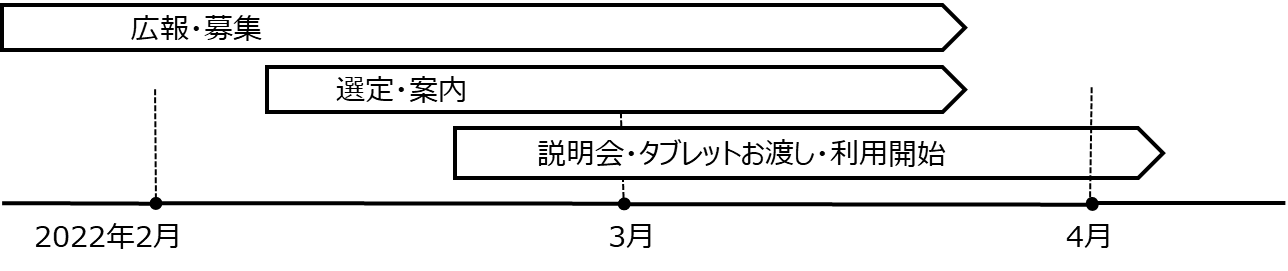 広報・募集
選定・案内
説明会・タブレットお渡し・利用開始
2022年2月
3月
4月